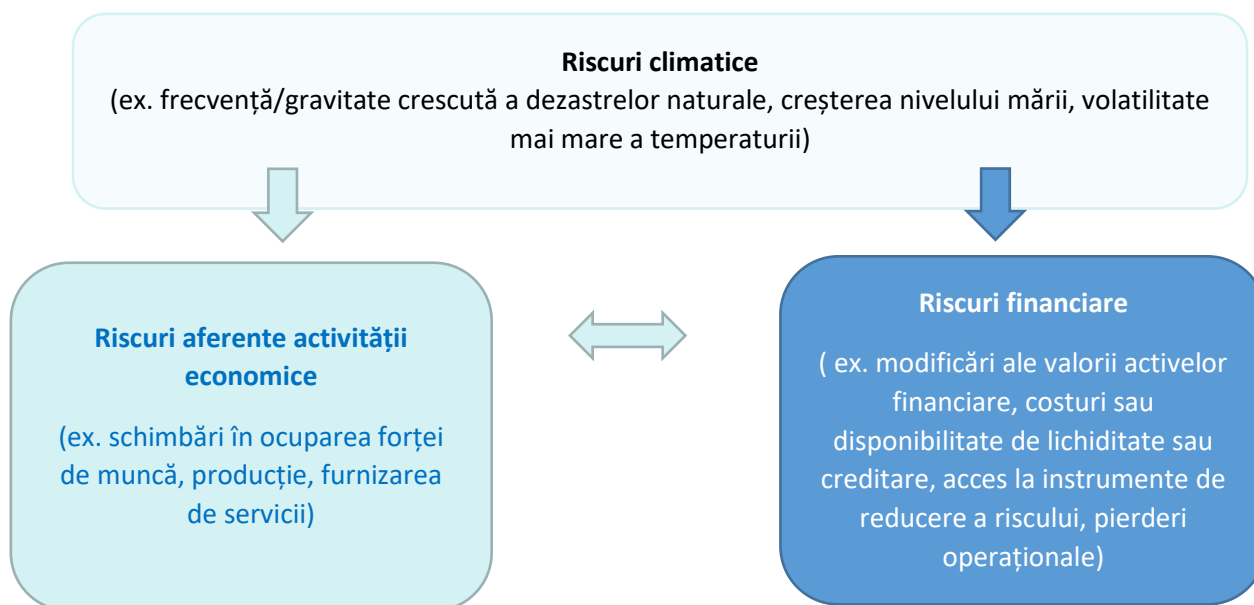 Riscuri climatice
(ex. frecvență/gravitate crescută a dezastrelor naturale, creșterea nivelului mării, volatilitate
mai mare a temperaturii)
Riscuri aferente activității
economice
(ex. schimbări în ocuparea forței
de muncă, producție, furnizarea
de servicii)
Riscuri financiare
( ex. modificări ale valorii activelor
financiare, costuri sau
disponibilitate de lichiditate sau
creditare, acces la instrumente de
reducere a riscului, pierderi
operaționale)